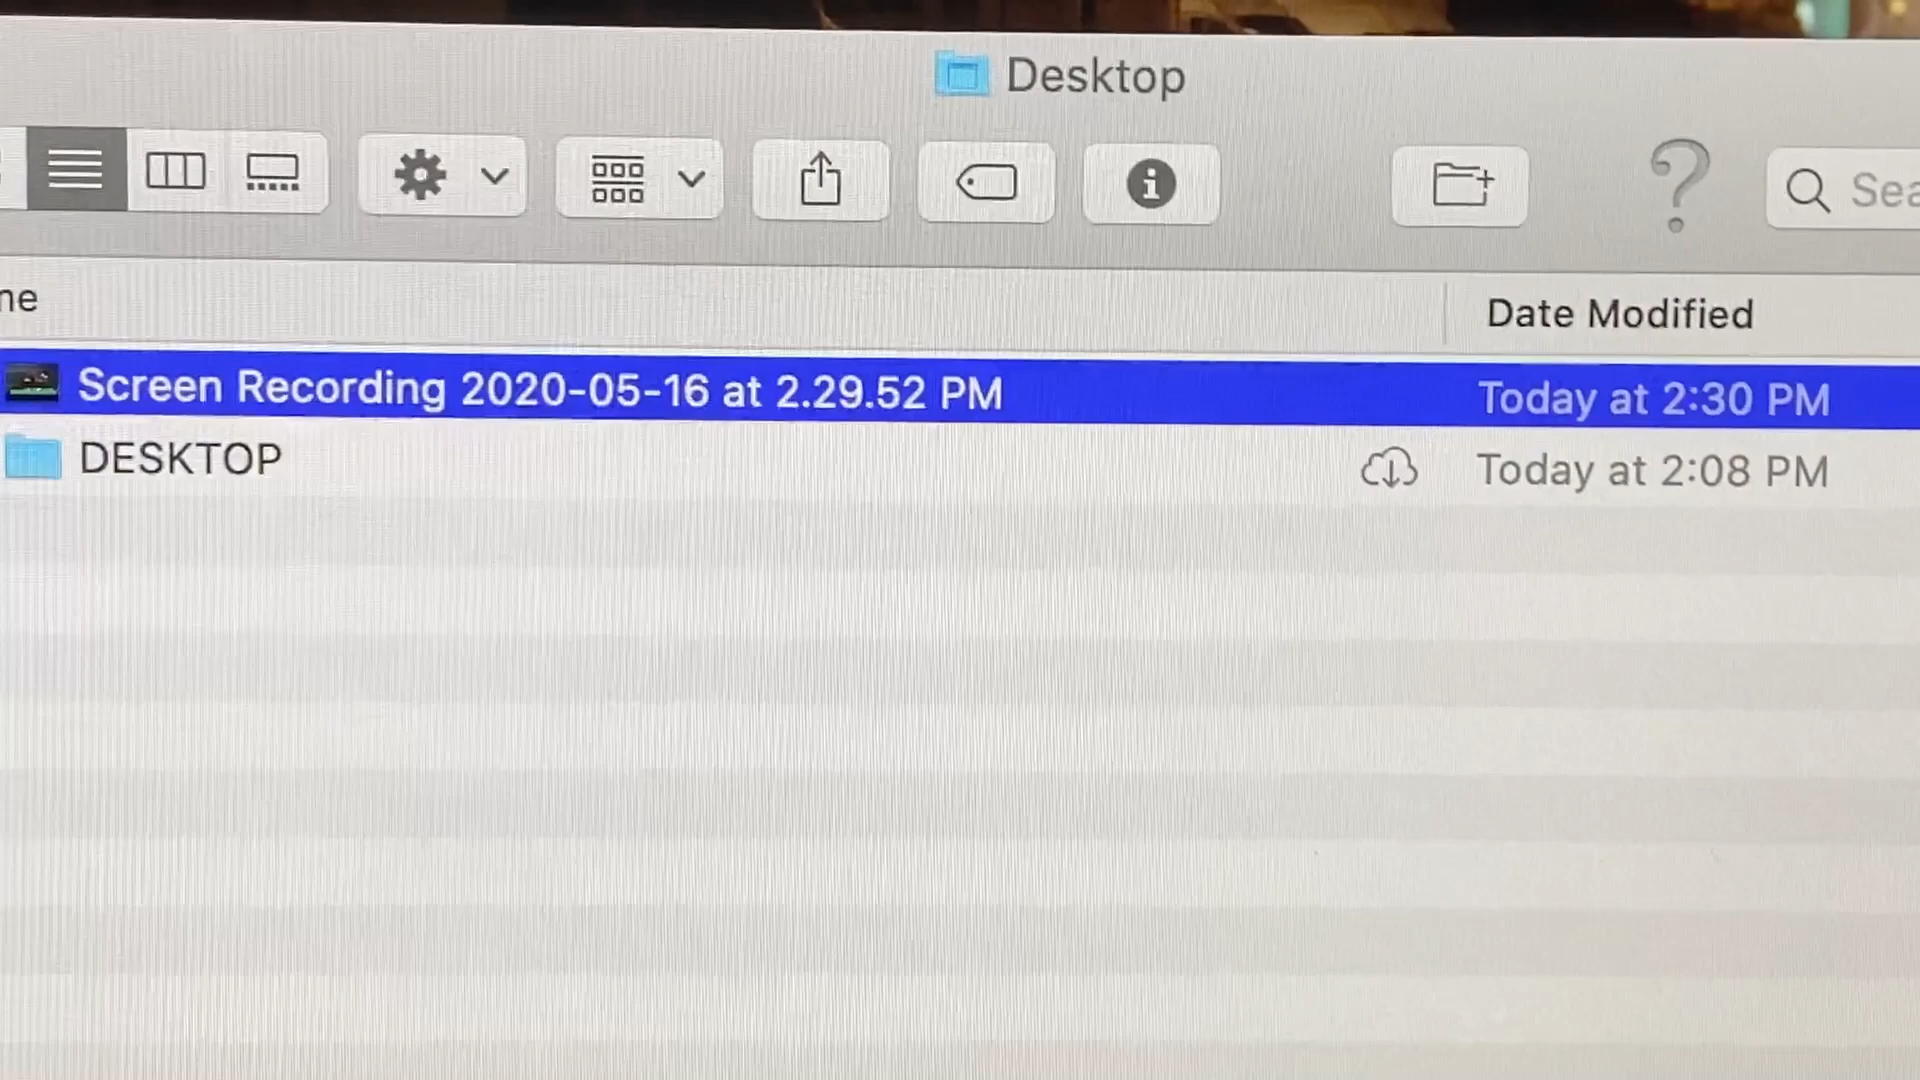 Desktop
Sea
ne
Date Modified
Screen Recording 2020-05-16 at 2.29.52 PM
Today at 2:30 PM
DESKTOP
Today at 2:08 PM